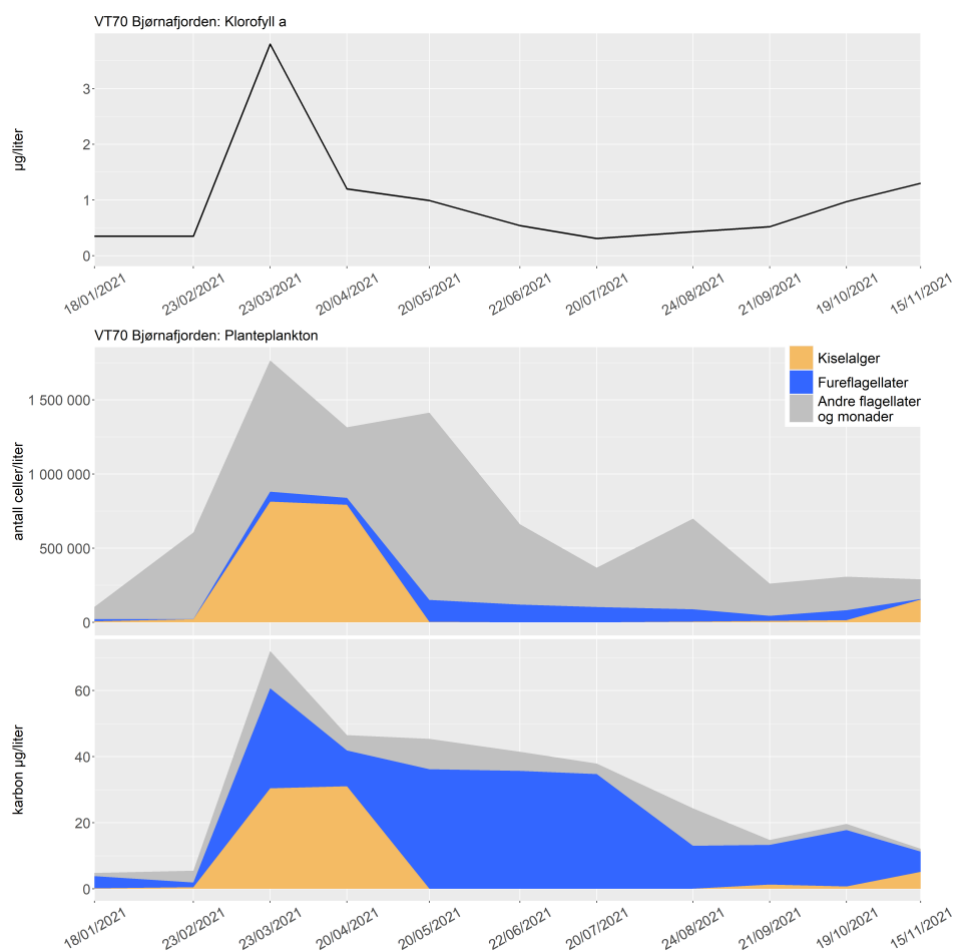 VT70 Bjørnafjorden: Klorofyll a
µg/liter
3
2
1
0
18/01/2021
23/02/2021
23/03/2021
20/04/2021
20/05/2021
22/06/2021
20/07/2021
24/08/2021
21/09/2021
19/10/2021
15/11/2021
VT70 Bjørnafjorden: Planteplankton
Kiselalger
Fureflagellater
Andre flagellater
og monader
antall celler/liter
1 500 000
1 000 000
500 000
0
karbon µg/liter
60
40
20
0
18/01/2021
23/02/2021
23/03/2021
20/04/2021
20/05/2021
22/06/2021
20/07/2021
24/08/2021
21/09/2021
19/10/2021
15/11/2021